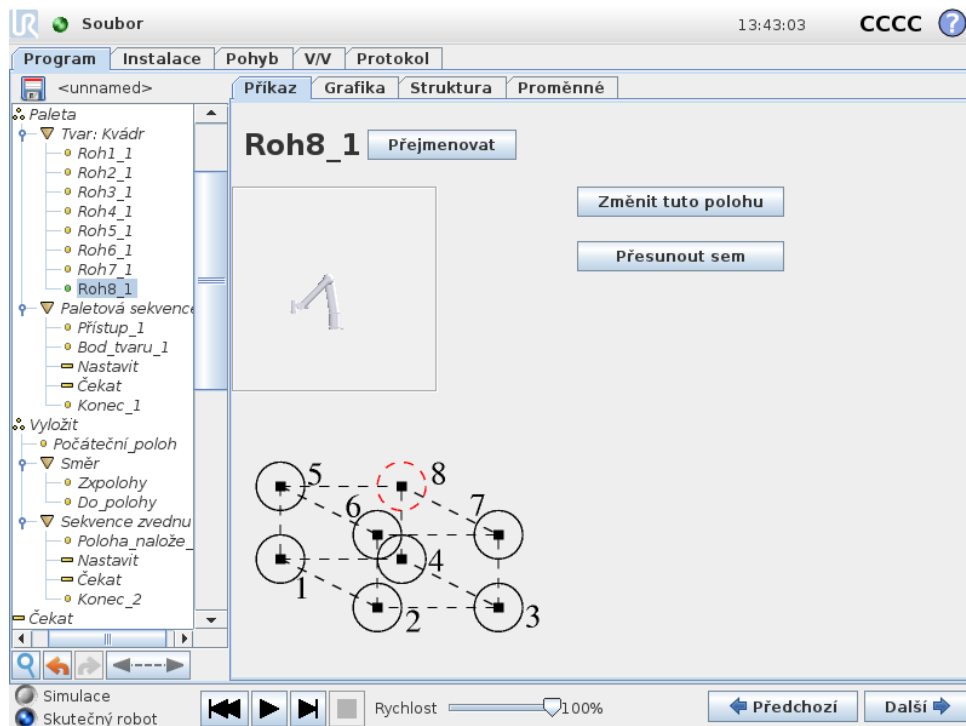 UR Soubor 13:43:03 CCCC ?
Program Instalace Pohyb V/V Protokol
<unnamed>
Příkaz Grafika Struktura Proměnné
Paleta
Tvar: Kvádr
Roh1_1
Roh2_1
Roh3_1
Roh4_1
Roh5_1
Roh6_1
Roh7_1
Roh8_1
Paletová sekvence
Přístup_1
Bod_tvaru_1
Nastavit
Čekat
Konec_1
Vyložit
Počáteční_poloh
Směr
Zxpolohy
Do_polohy
Sekvence zvednu
Poloha_nalože_
Nastavit
Čekat
Konec_2
Čekat
Roh8_1 Přejmenovat
Změnit tuto polohu
Přesunout sem
5 8
6 7
1 4
2 3
Simulace
Skutečný robot
Rychlost 100%
Předchozí Další